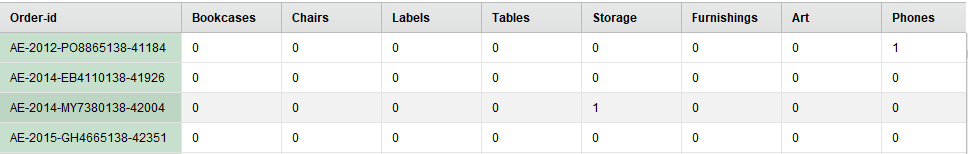 Order-id Bookcases Chairs Labels Tables Storage Furnishings Art Phones
AE-2012-PO8865138-41184 0 0 0 0 0 0 0 1
AE-2014-EB4110138-41926 0 0 0 0 0 0 0 0
AE-2014-MY7380138-42004 0 0 0 0 1 0 0 0
AE-2015-GH4665138-42351 0 0 0 0 0 0 0 0